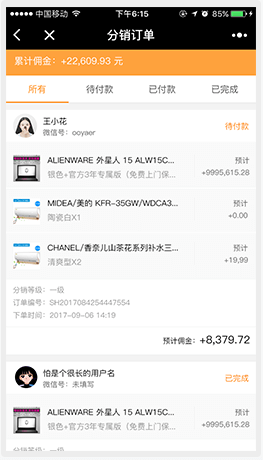 中国移动
下午6:15
分销订单
累计佣金：+22,609.93 元
所有 待付款 已付款 已完成
王小花
微信号：ooyaer
待付款
ALIENWARE 外星人 15 ALW15C... 预计
银色+官方3年专属版（免费上门保... +9995,615.28
MIDEA/美的 KFR-35GW/WDCA3... 预计
陶瓷白X1 +0.00
CHANEL/香奈儿山茶花系列补水三... 预计
清爽型X2 +19,99
分销等级：一级
订单编号：SH2017084254447554
下单时间：2017-09-06 14:19
预计佣金：+8,379.72
怕是个很长的用户名
微信号：未填写
已完成
ALIENWARE 外星人 15 ALW15C... 预计
银色+官方3年专属版（免费上门保... +9995,615.28
分销等级：一级